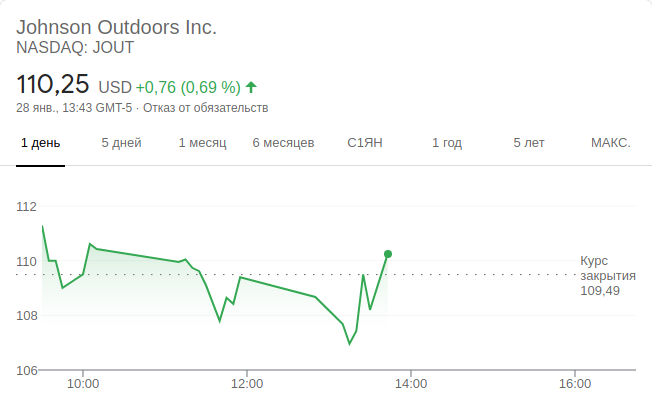 Johnson Outdoors Inc.
NASDAQ: JOUT
110,25 USD +0,76 (0,69 %)
28 янв., 13:43 GMT-5 · Отказ от обязательств
1 день 5 дней 1 месяц 6 месяцев С1ЯН 1 год 5 лет МАКС.
112
110
108
106
Курс
закрытия
109,49
10:00 12:00 14:00 16:00